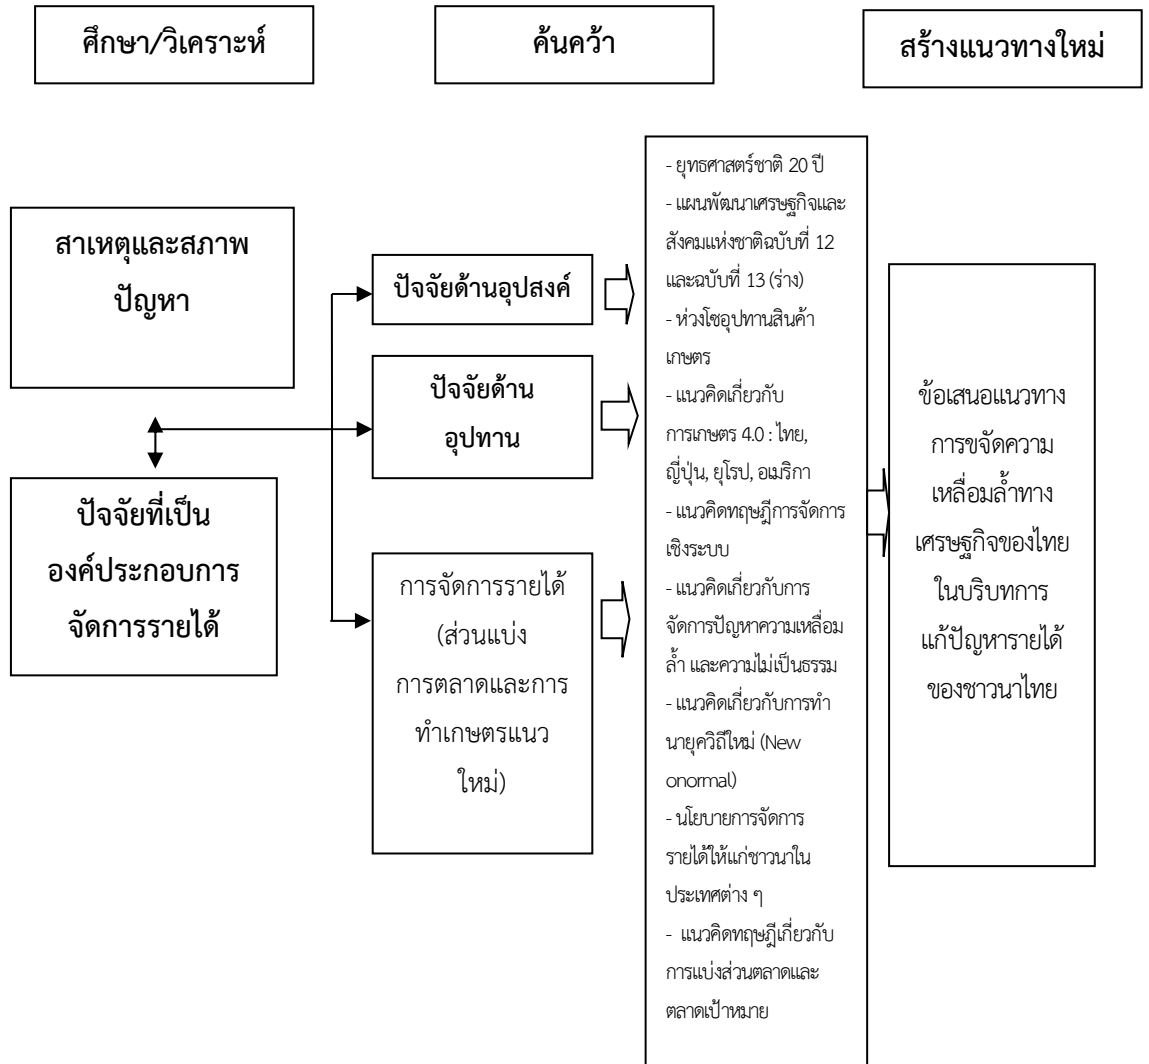 ศึกษา/วิเคราะห์
ค้นคว้า
สร้างแนวทางใหม่
สาเหตุและสภาพ
ปัญหา
ปัจจัยที่เป็น
องค์ประกอบการ
จัดการรายได้
ปัจจัยด้านอุปสงค์
ปัจจัยด้าน
อุปทาน
การจัดการรายได้
(ส่วนแบ่ง
การตลาดและการ
ทำเกษตรแนว
ใหม่)
- ยุทธศาสตร์ชาติ 20 ปี
- แผนพัฒนาเศรษฐกิจและ
สังคมแห่งชาติฉบับที่ 12
และฉบับที่ 13 (ร่าง)
- ห่วงโซ่อุปทานสินค้า
เกษตร
- แนวคิดเกี่ยวกับ
การเกษตร 4.0 : ไทย,
ญี่ปุ่น, ยุโรป, อเมริกา
- แนวคิดทฤษฎีการจัดการ
เชิงระบบ
- แนวคิดเกี่ยวกับการ
จัดการปัญหาความเหลื่อม
ล้ำ และความไม่เป็นธรรม
- แนวคิดเกี่ยวกับการทำ
นายุควิถีใหม่ (New
onormal)
- นโยบายการจัดการ
รายได้ให้แก่ชาวนาใน
ประเทศต่าง ๆ
- แนวคิดทฤษฎีเกี่ยวกับ
การแบ่งส่วนตลาดและ
ตลาดเป้าหมาย
ข้อเสนอแนวทาง
การขจัดความ
เหลื่อมล้ำทาง
เศรษฐกิจของไทย
ในบริบทการ
แก้ปัญหารายได้
ของชาวนาไทย